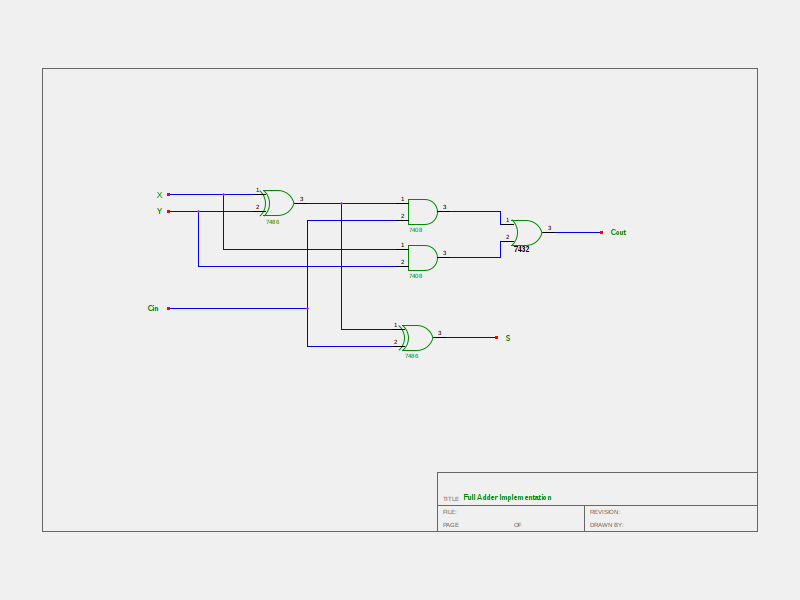 X
Y
Cin
1
2
3
7486
1
2
3
7408
1
2
3
7408
1
2
3
7432
Cout
1
2
3
7486
S
TITLE Full Adder Implementation
FILE:
REVISION:
PAGE OF
DRAWN BY: